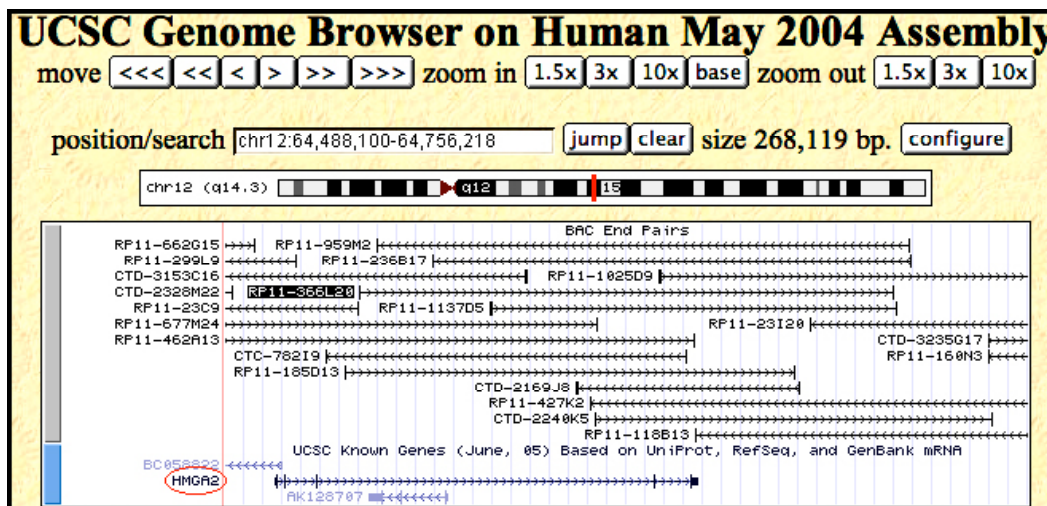 UCSC Genome Browser on Human May 2004 Assembly
move <<< << < > >> >>> zoom in 1.5x 3x 10x base zoom out 1.5x 3x 10x
position/search chr12:64,488,100-64,756,218 jump clear size 268,119 bp. configure
chr12 (q14.3) q12 15
BAC End Pairs
RP11-662G15 RP11-959M2
RP11-299L9 RP11-236B17
CTD-3153C16 RP11-1025D9
CTD-2328M22 RP11-366L20
RP11-23C9 RP11-1137D5
RP11-677M24 RP11-23I20
RP11-462A13 CTD-3235G17
CTC-782I9 RP11-160N3
RP11-185D13
CTD-2169J8
RP11-427K2
CTD-2240K5
RP11-118B13
UCSC Known Genes (June, 05) Based on UniProt, RefSeq, and GenBank mRNA
BC058822
HMGA2
AK128707